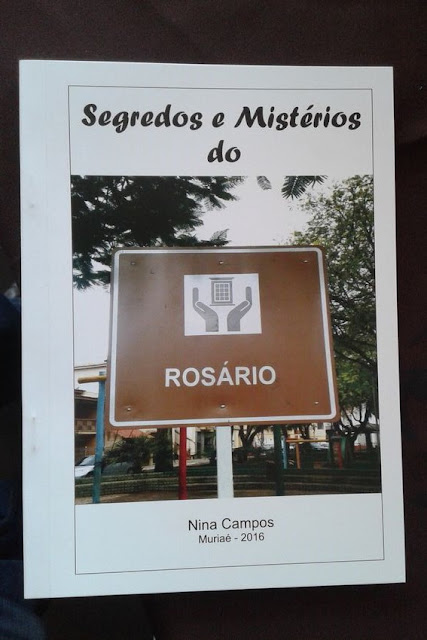 Segredos e Mistérios
do
ROSÁRIO
Nina Campos
Muriaé - 2016